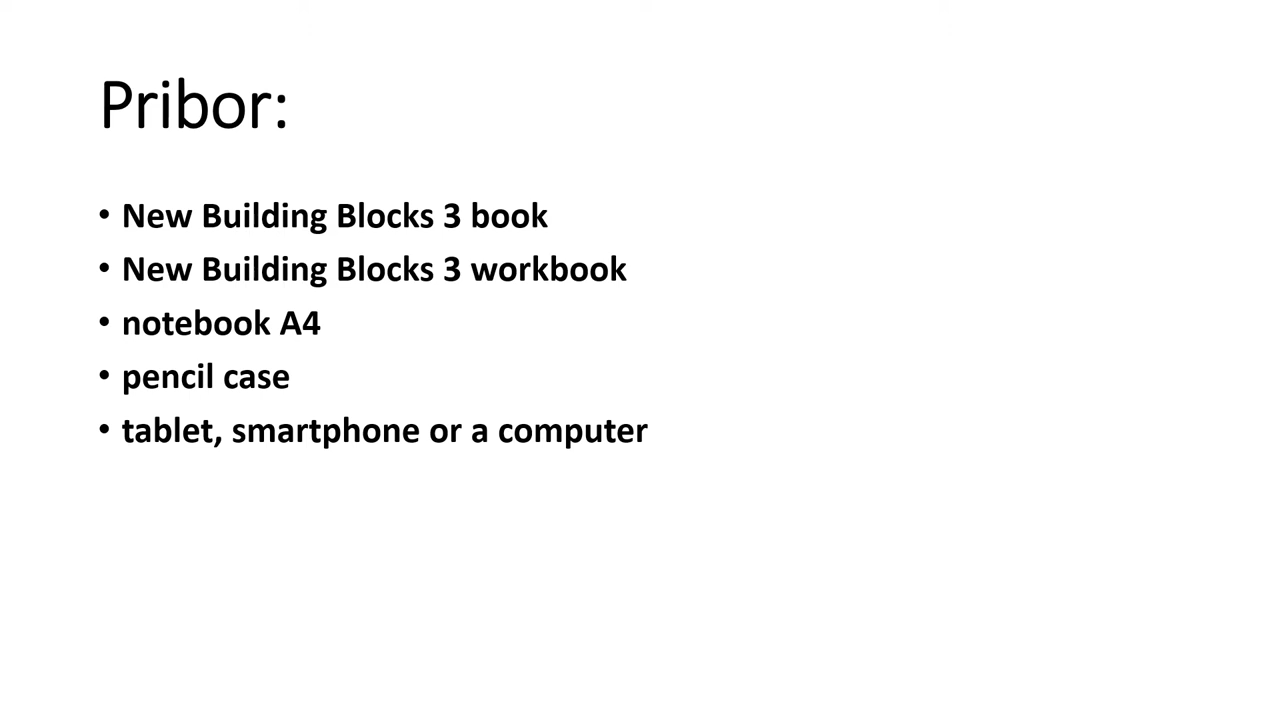 Pribor:
• New Building Blocks 3 book
• New Building Blocks 3 workbook
• notebook A4
• pencil case
• tablet, smartphone or a computer